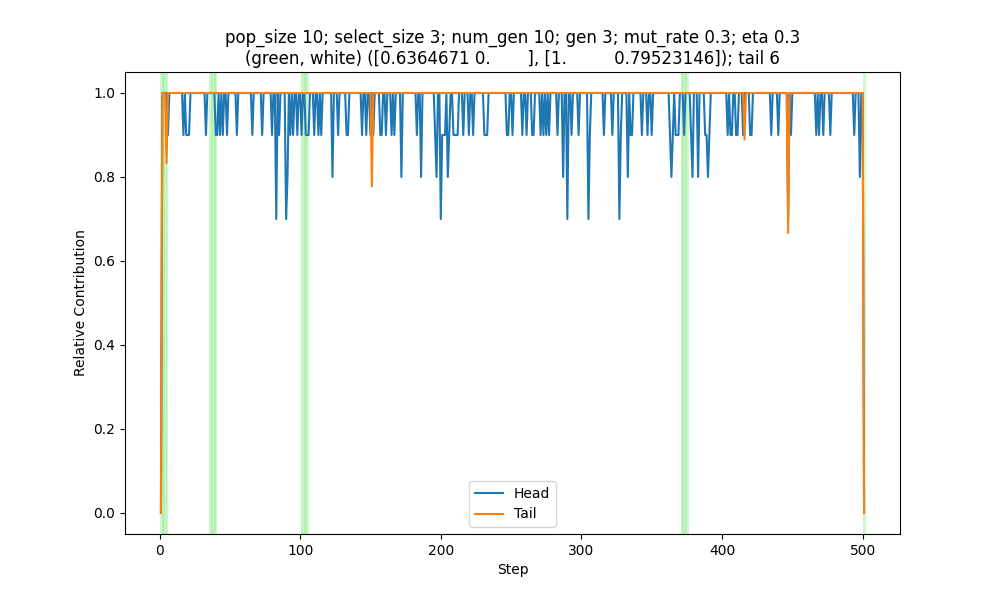 pop_size 10; select_size 3; num_gen 10; gen 3; mut_rate 0.3; eta 0.3
(green, white) ([0.6364671 0.        ], [1.         0.79523146]); tail 6
1.0
0.8
0.6
0.4
0.2
0.0
Relative Contribution
Head
Tail
0
100
200
300
400
500
Step